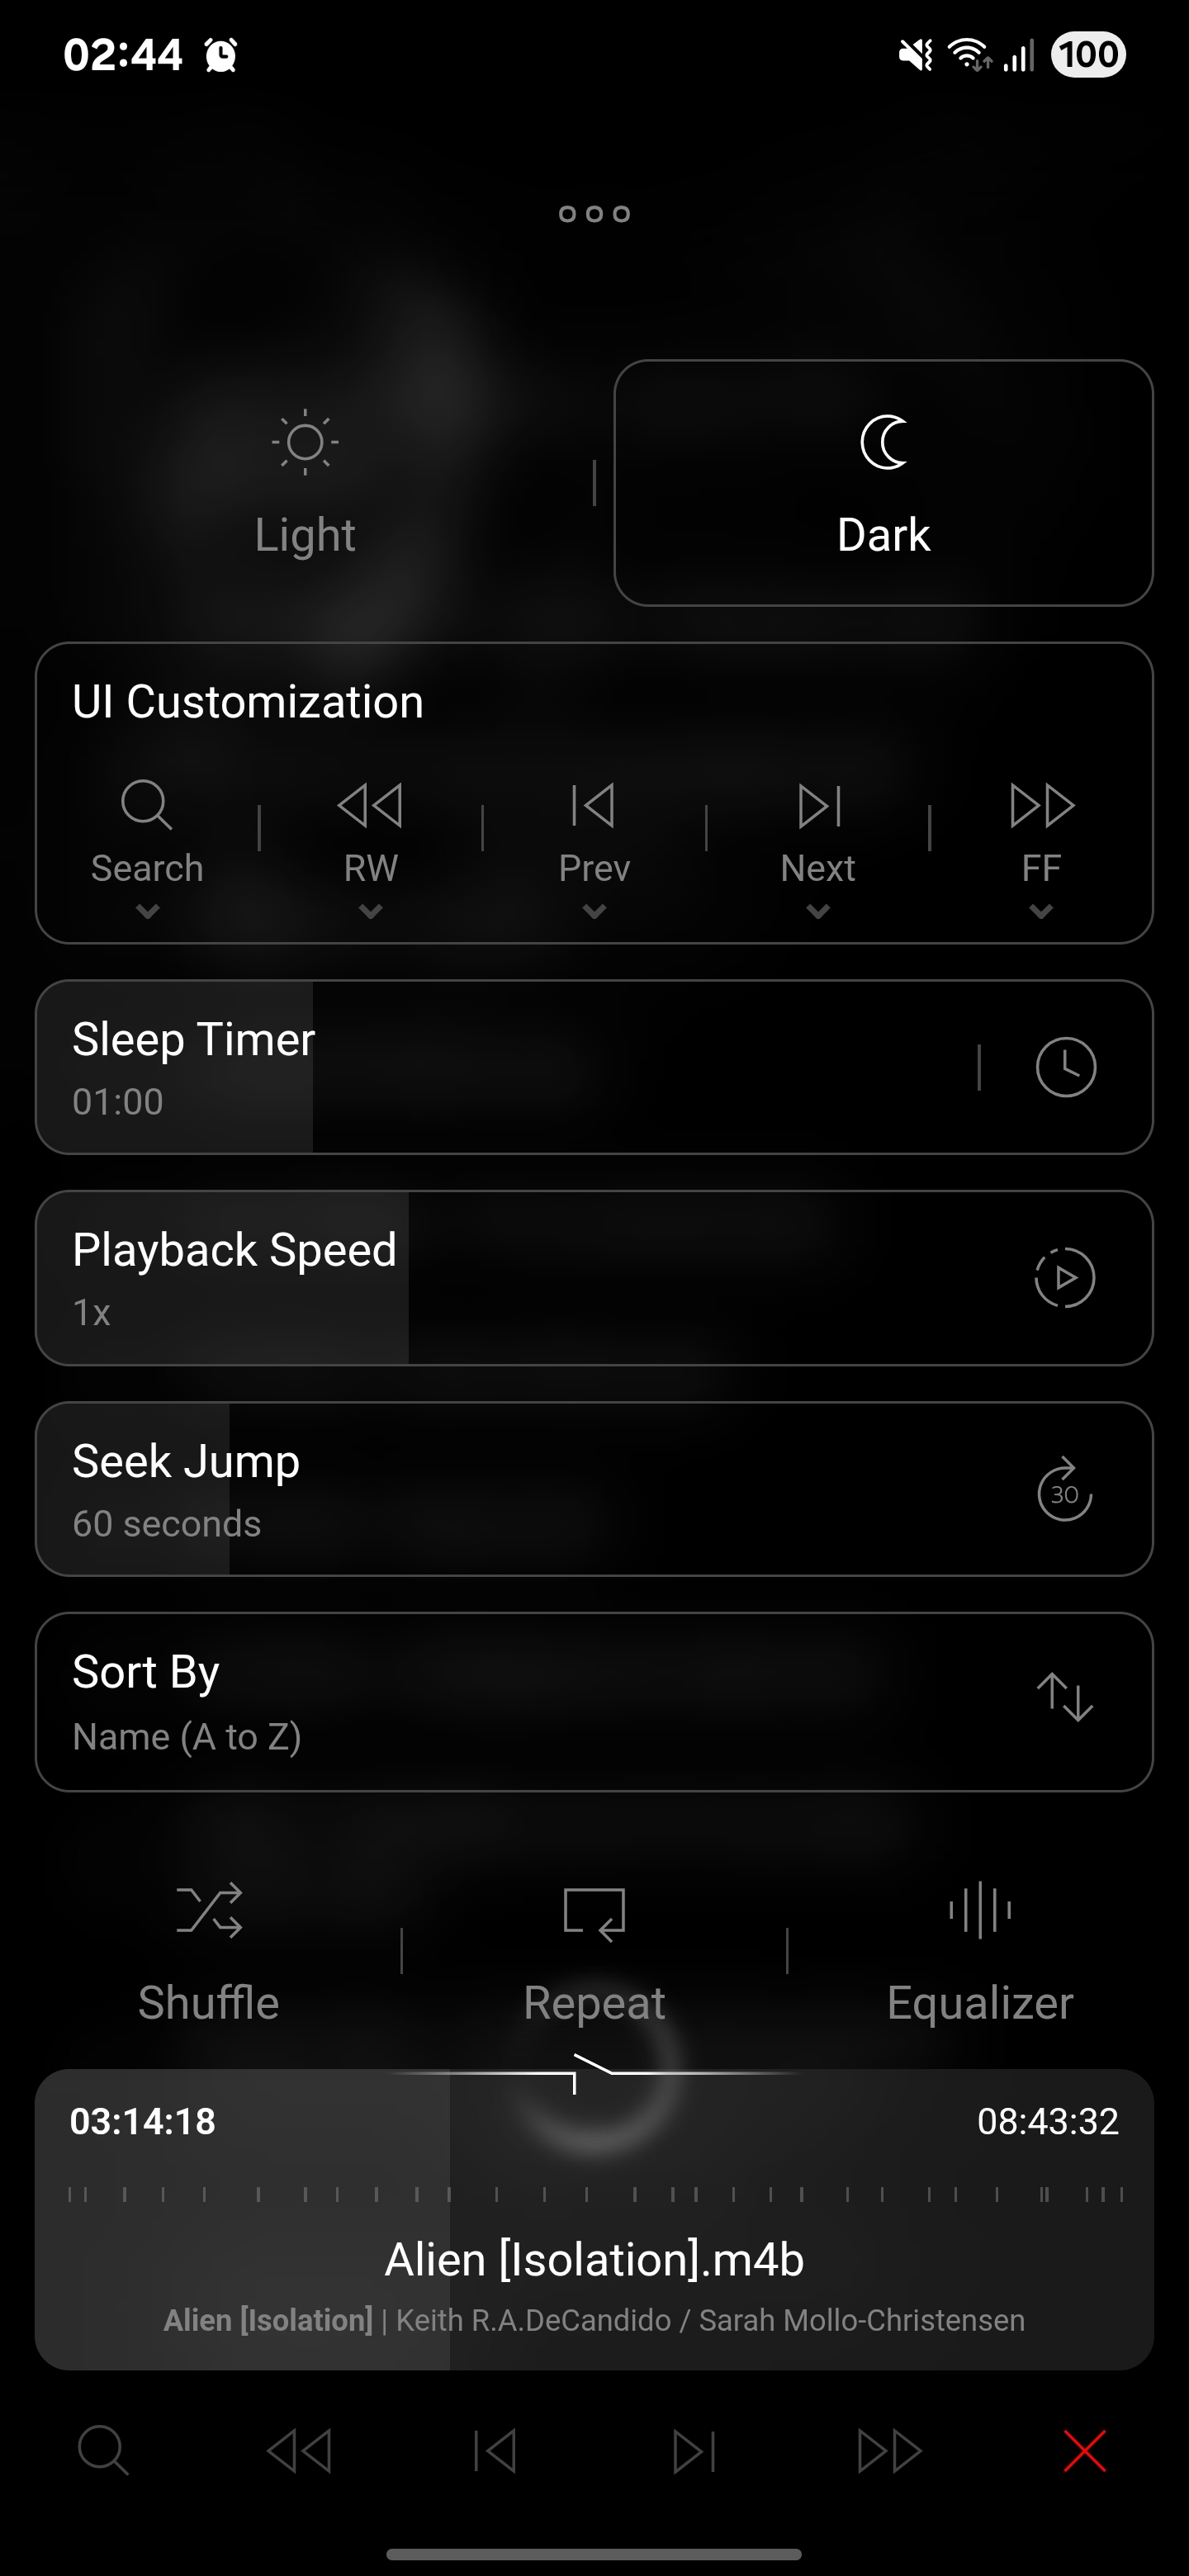 02:44
100
Light
Dark
UI Customization
Search
RW
Prev
Next
FF
Sleep Timer
01:00
Playback Speed
1x
Seek Jump
60 seconds
30
Sort By
Name (A to Z)
Shuffle
Repeat
Equalizer
03:14:18
08:43:32
Alien [Isolation].m4b
Alien [Isolation] | Keith R.A.DeCandido / Sarah Mollo-Christensen